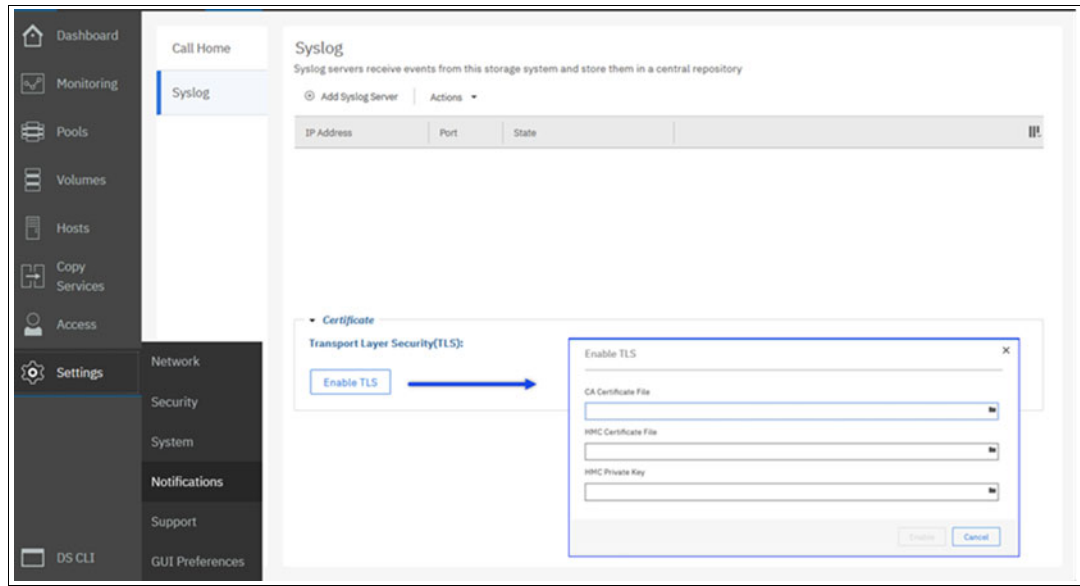 Dashboard
Monitoring
Pools
Volumes
Hosts
Copy
Services
Access
Settings
DS CLI
Network
Security
System
Notifications
Support
GUI Preferences
Call Home
Syslog
Syslog
Syslog servers receive events from this storage system and store them in a central repository
Add Syslog Server Actions
IP Address Port State
Certificate
Transport Layer Security(TLS):
Enable TLS
Enable TLS
CA Certificate File
HMC Certificate File
HMC Private Key
Enable Cancel